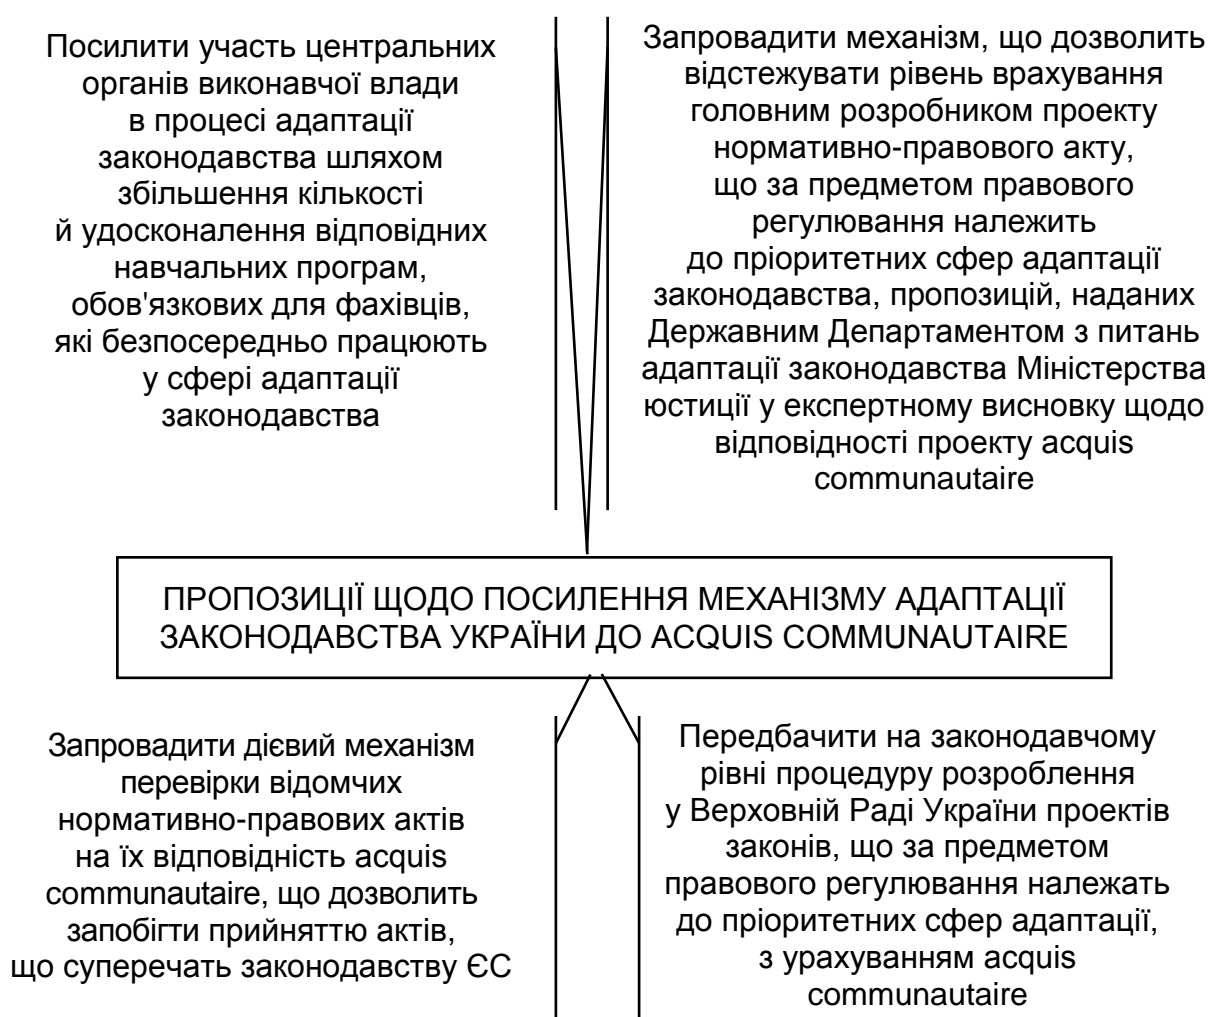 Посилити участь центральних
органів виконавчої влади
в процесі адаптації
законодавства шляхом
збільшення кількості
й удосконалення відповідних
навчальних програм,
обов'язкових для фахівців,
які безпосередньо працюють
у сфері адаптації
законодавства
Запровадити механізм, що дозволить
відстежувати рівень врахування
головним розробником проекту
нормативно-правового акту,
що за предметом правового
регулювання належить
до пріоритетних сфер адаптації
законодавства, пропозицій, наданих
Державним Департаментом з питань
адаптації законодавства Міністерства
юстиції у експертному висновку щодо
відповідності проекту acquis
communautaire
ПРОПОЗИЦІЇ ЩОДО ПОСИЛЕННЯ МЕХАНІЗМУ АДАПТАЦІЇ
ЗАКОНОДАВСТВА УКРАЇНИ ДО ACQUIS COMMUNAUTAIRE
Запровадити дієвий механізм
перевірки відомчих
нормативно-правових актів
на їх відповідність acquis
communautaire, що дозволить
запобігти прийняттю актів,
що суперечать законодавству ЄС
Передбачити на законодавчому
рівні процедуру розроблення
у Верховній Раді України проектів
законів, що за предметом
правового регулювання належать
до пріоритетних сфер адаптації,
з урахуванням acquis
communautaire